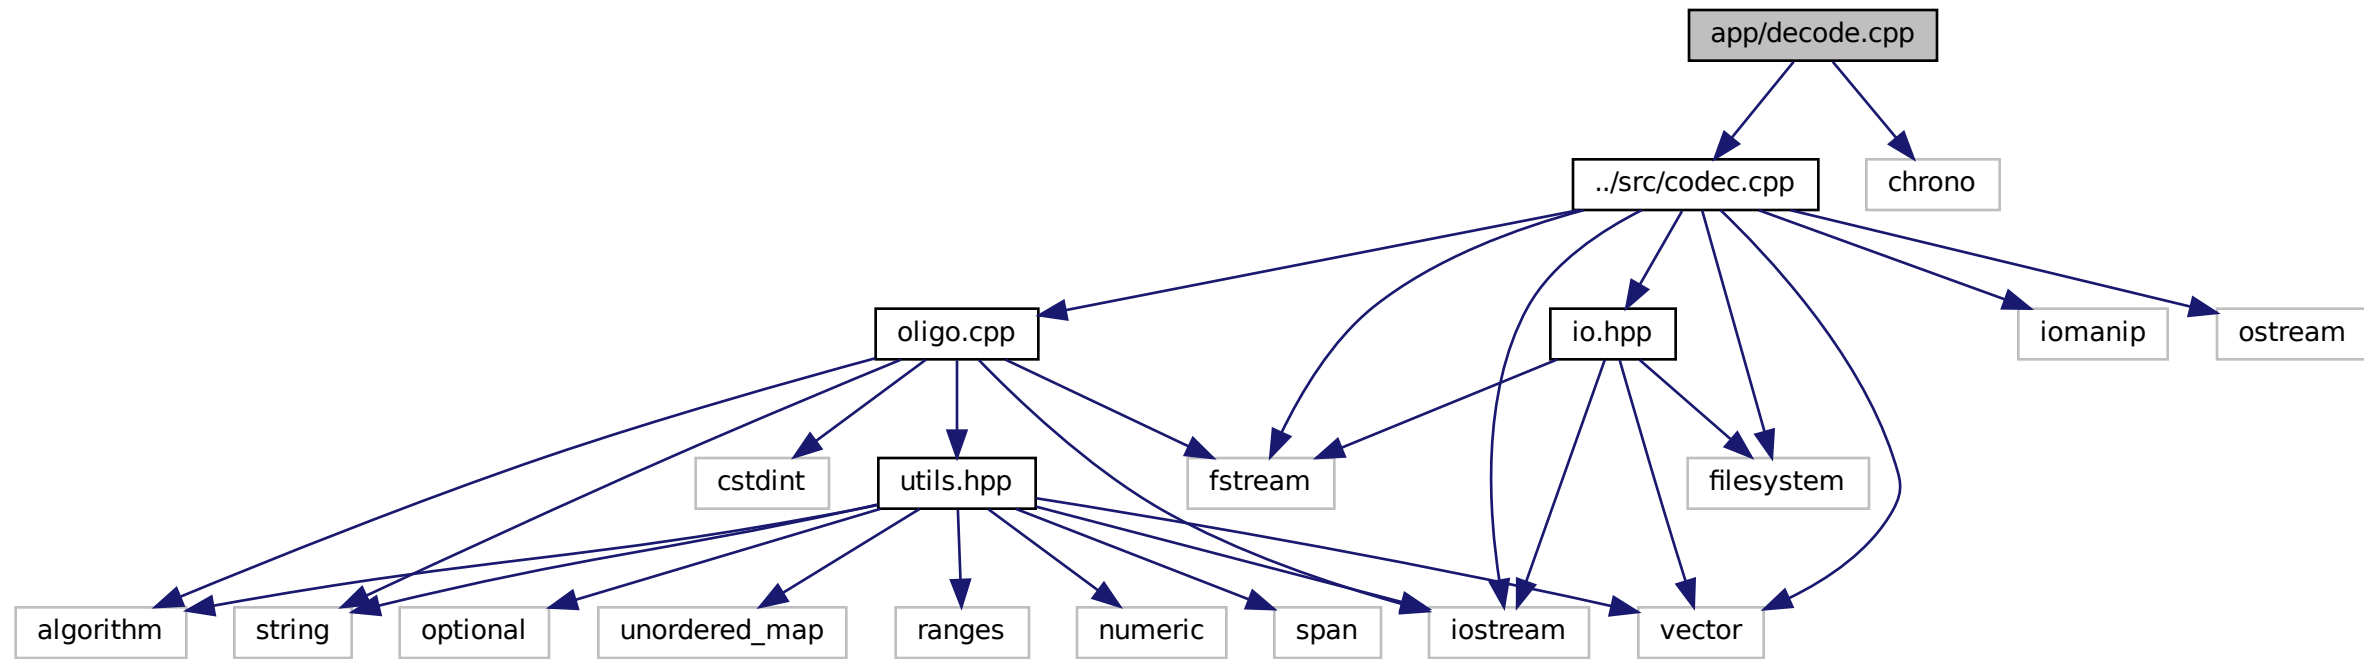 app/decode.cpp
../src/codec.cpp
chrono
oligo.cpp
io.hpp
iomanip
ostream
cstdint
utils.hpp
fstream
filesystem
algorithm
string
optional
unordered_map
ranges
numeric
span
iostream
vector